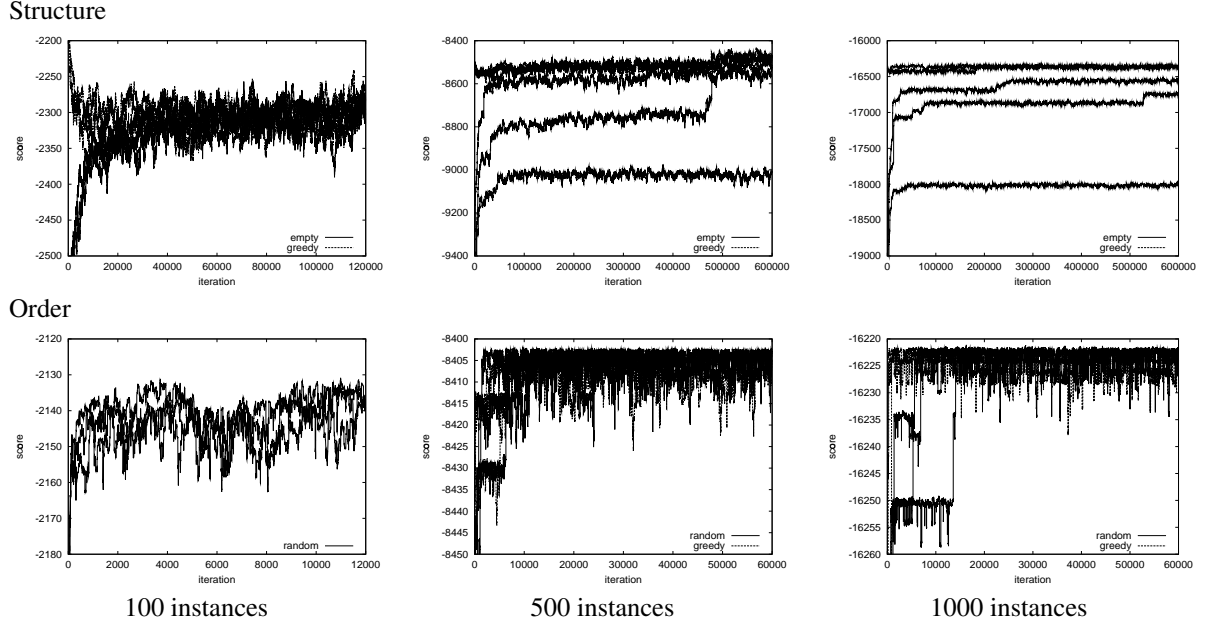 Structure
-2200
-2250
-2300
-2350
-2400
-2450
-2500
score
0 20000 40000 60000 80000 100000 120000
iteration
empty
greedy
-8400
-8600
-8800
-9000
-9200
-9400
score
0 100000 200000 300000 400000 500000 600000
iteration
empty
greedy
-16000
-16500
-17000
-17500
-18000
-18500
-19000
score
0 100000 200000 300000 400000 500000 600000
iteration
empty
greedy
Order
-2120
-2130
-2140
-2150
-2160
-2170
-2180
score
0 2000 4000 6000 8000 10000 12000
iteration
random
-8400
-8405
-8410
-8415
-8420
-8425
-8430
-8435
-8440
-8445
-8450
score
0 10000 20000 30000 40000 50000 60000
iteration
random
greedy
-16220
-16225
-16230
-16235
-16240
-16245
-16250
-16255
-16260
score
0 10000 20000 30000 40000 50000 60000
iteration
random
greedy
100 instances 500 instances 1000 instances